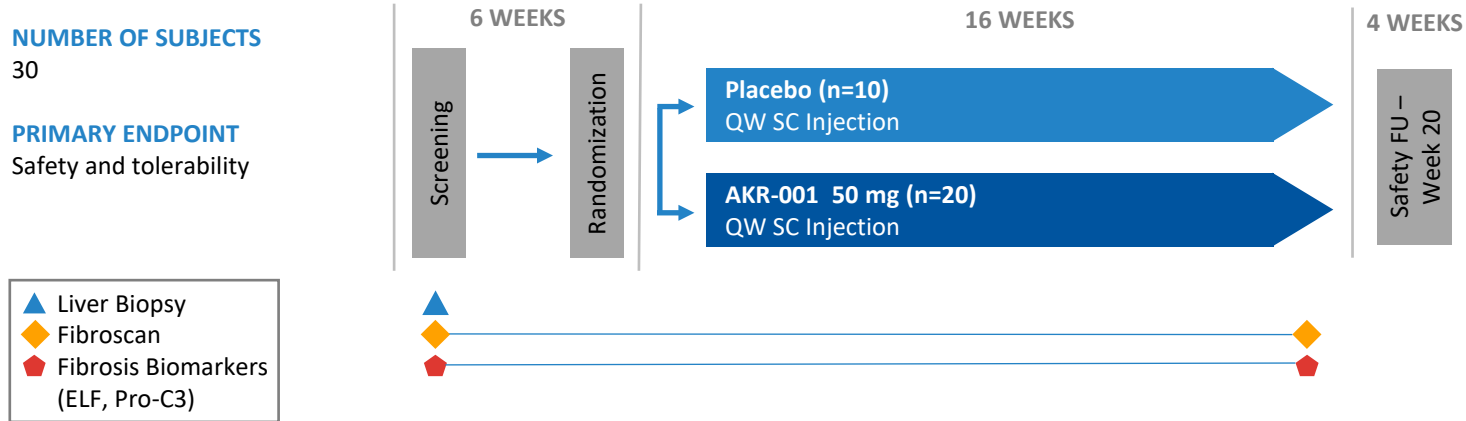 NUMBER OF SUBJECTS
30
PRIMARY ENDPOINT
Safety and tolerability
6 WEEKS
16 WEEKS
4 WEEKS
Screening
Randomization
Placebo (n=10)
QW SC Injection
AKR-001 50 mg (n=20)
QW SC Injection
Safety FU –
Week 20
Liver Biopsy
Fibroscan
Fibrosis Biomarkers
(ELF, Pro-C3)